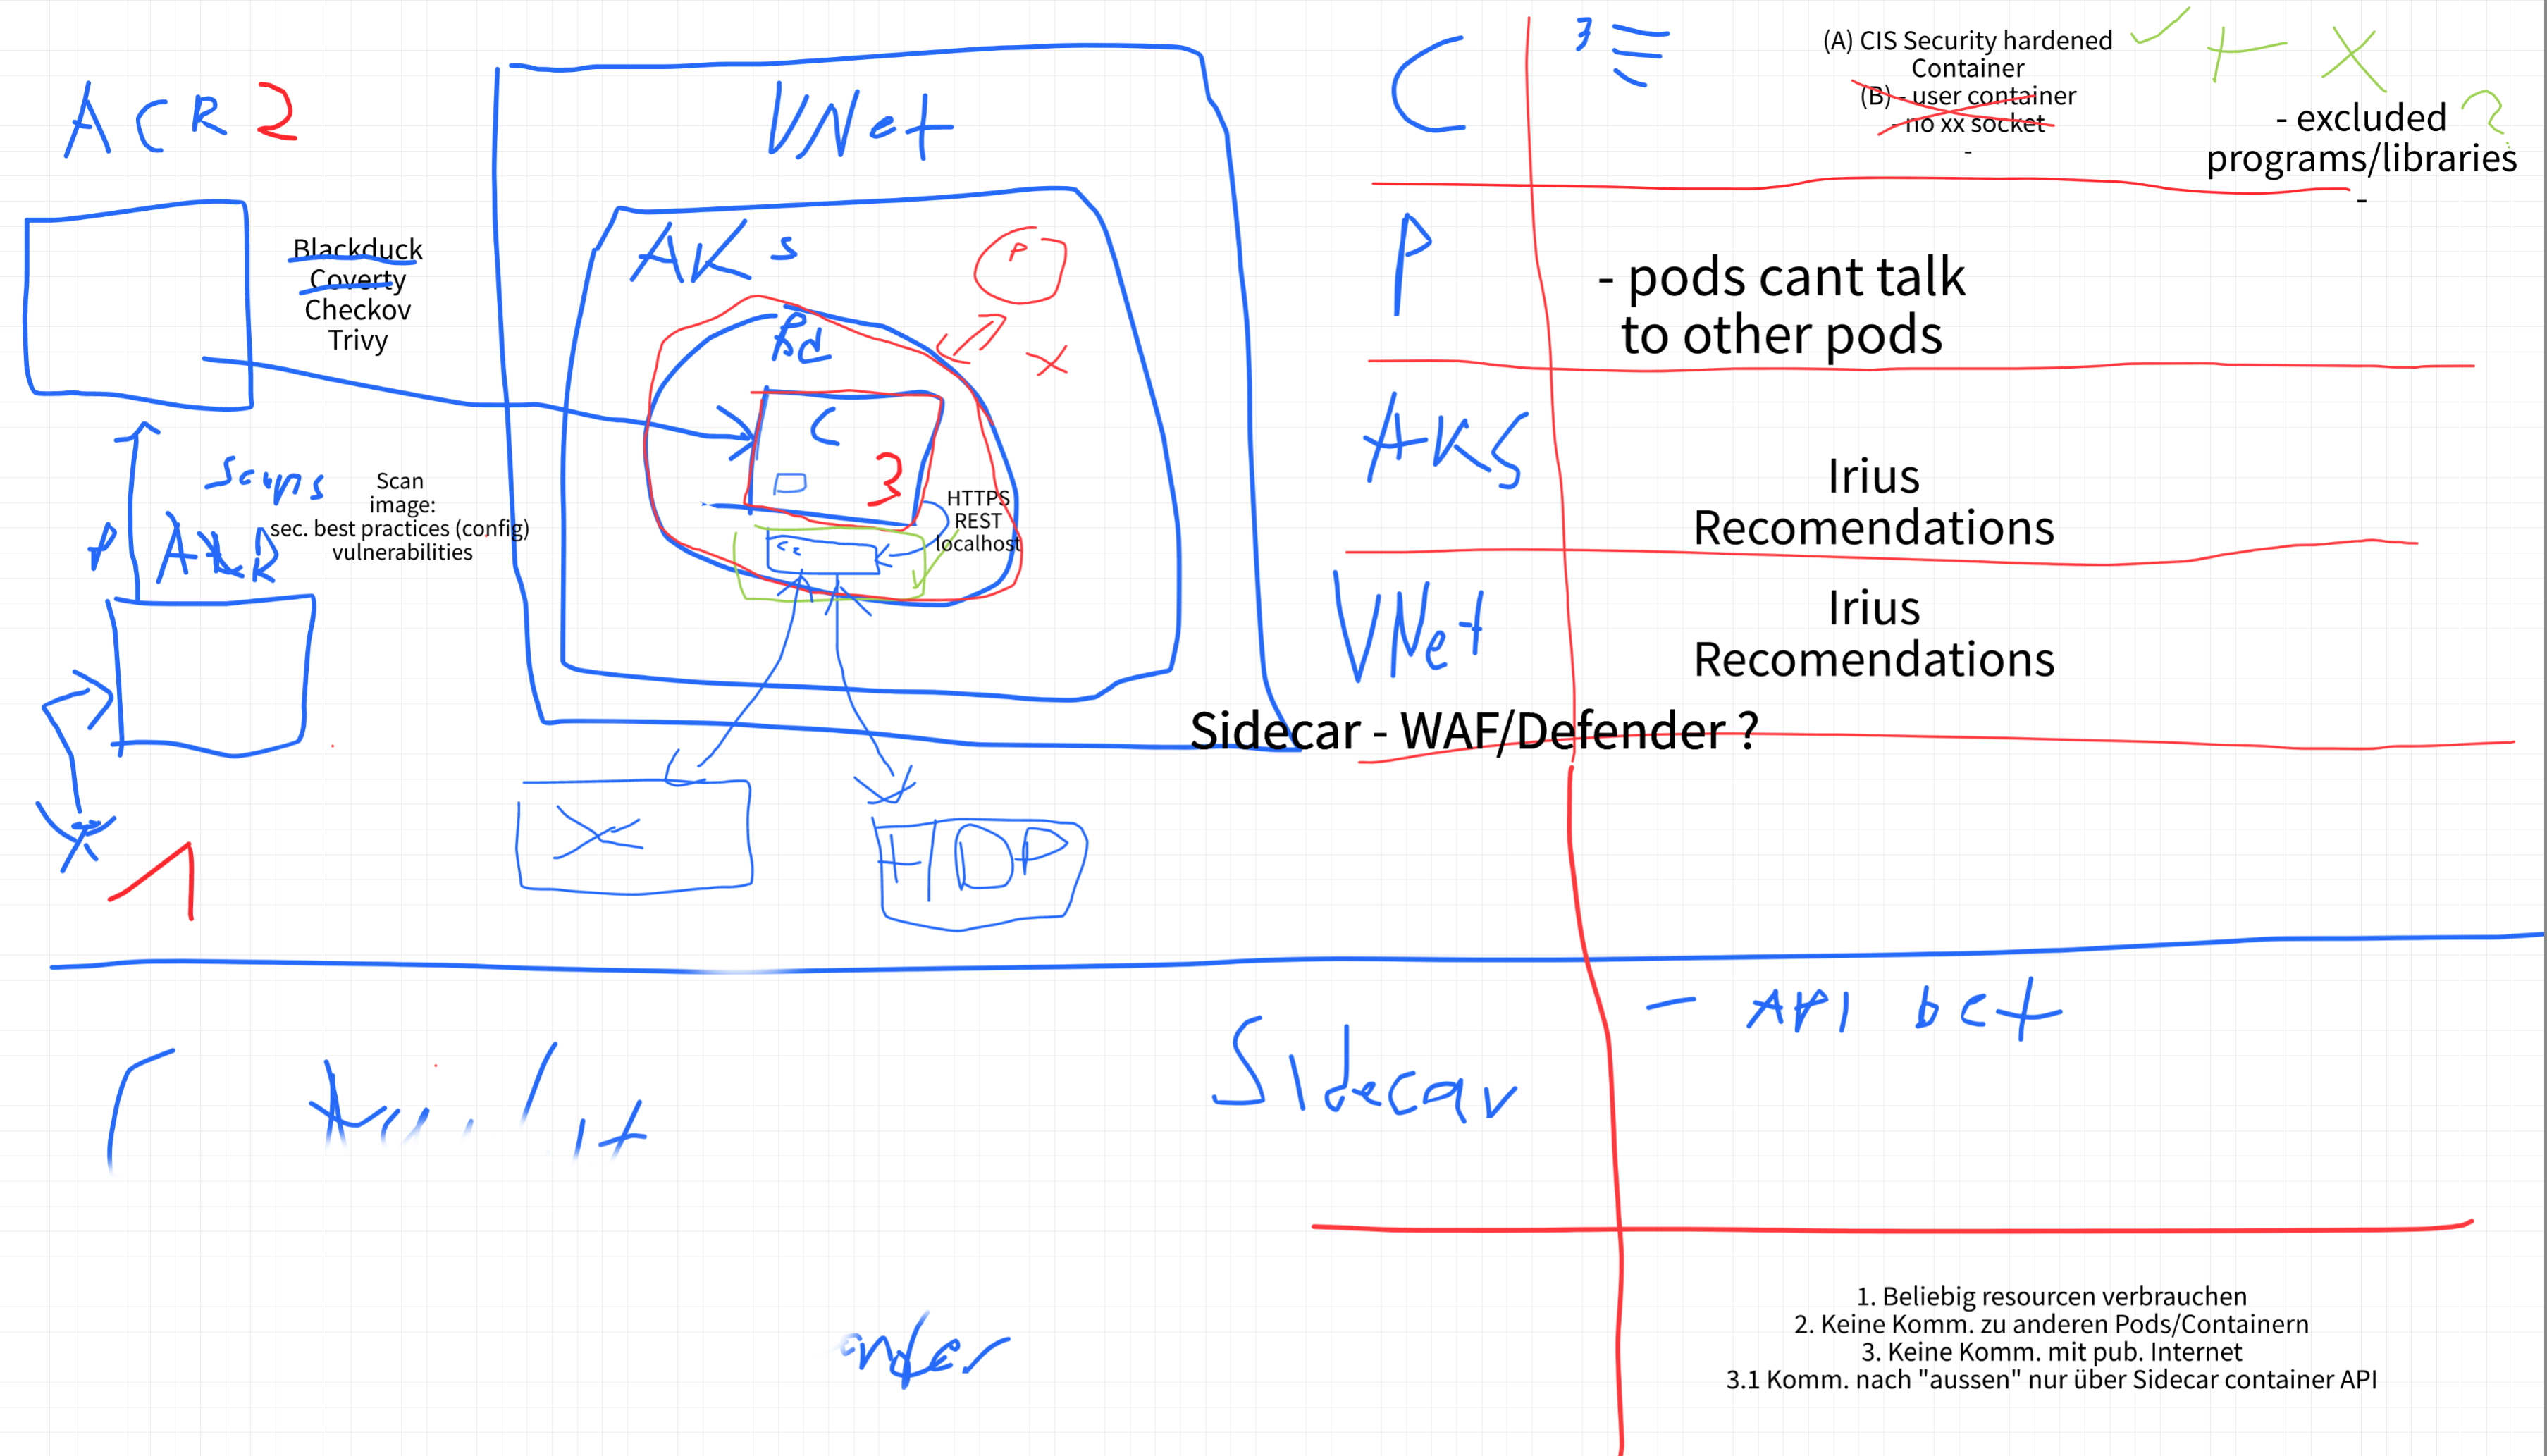 ACR 2
Blackduck
Coverty
Checkov
Trivy
Scans
Scan
image:
sec. best practices (config)
vulnerabilities
1
VNet
AKS
P
X
Pod
C
3
HTTPS
REST
localhost
C2
X
HDP
C
3
(A) CIS Security hardened
Container
(B) - user container
- no xx socket
-
+ X
- excluded ?
programs/libraries
-
P
- pods cant talk
to other pods
AKS
Irius
Recomendations
VNet
Irius
Recomendations
Sidecar - WAF/Defender ?
Sidecar
- API bet
1. Beliebig resourcen verbrauchen
2. Keine Komm. zu anderen Pods/Containern
3. Keine Komm. mit pub. Internet
3.1 Komm. nach "aussen" nur über Sidecar container API